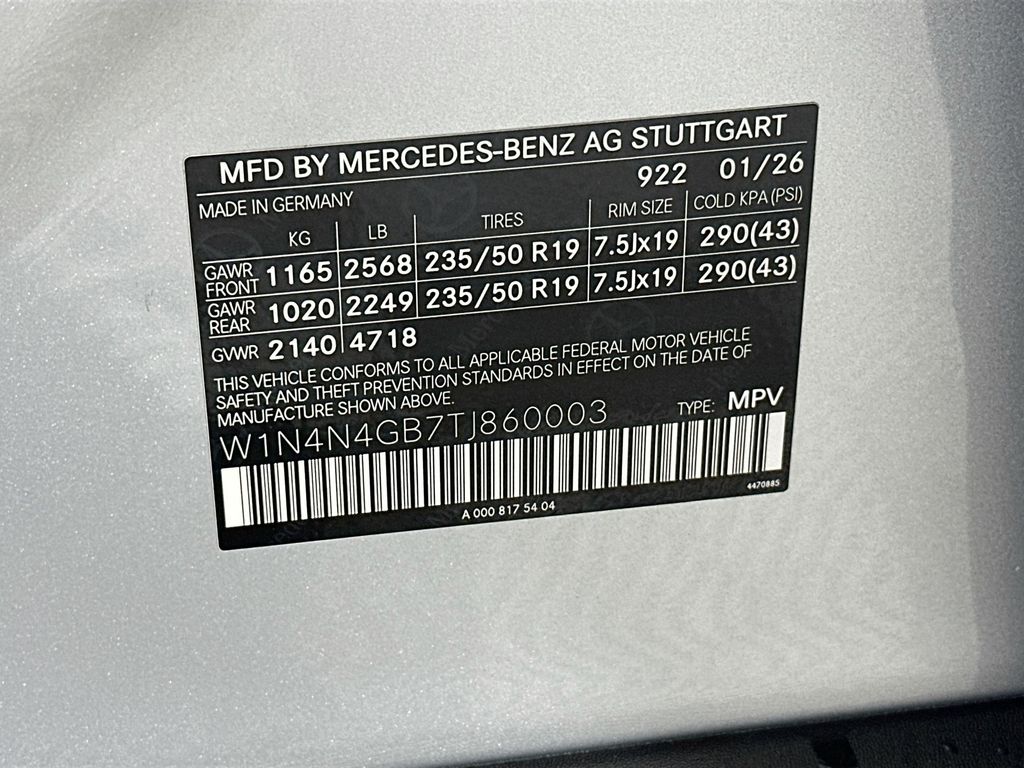 MFD BY MERCEDES-BENZ AG STUTTGART
922 01/26
MADE IN GERMANY
KG LB TIRES RIM SIZE COLD KPA (PSI)
GAWR FRONT 1165 2568 235/50 R19 7.5Jx19 290(43)
GAWR REAR 1020 2249 235/50 R19 7.5Jx19 290(43)
GVWR 2140 4718
THIS VEHICLE CONFORMS TO ALL APPLICABLE FEDERAL MOTOR VEHICLE
SAFETY AND THEFT PREVENTION STANDARDS IN EFFECT ON THE DATE OF
MANUFACTURE SHOWN ABOVE.
W1N4N4GB7TJ860003 TYPE: MPV
A 000 817 54 04
4470885